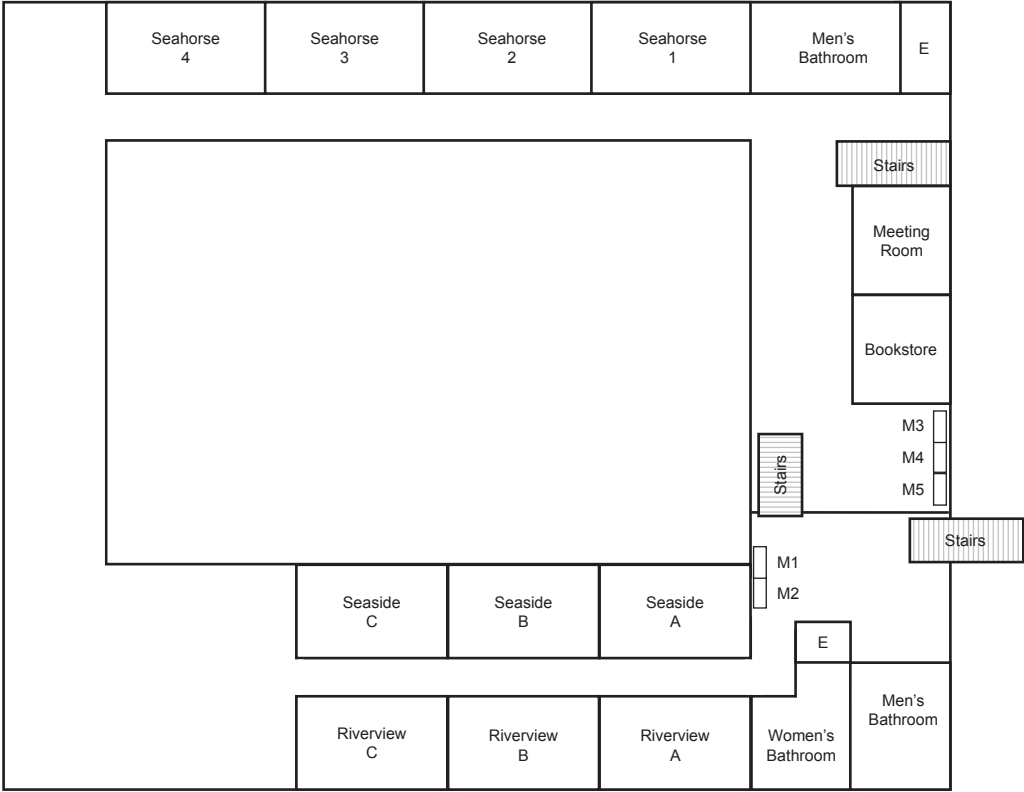 Seahorse
4
Seahorse
3
Seahorse
2
Seahorse
1
Men’s
Bathroom
E
Stairs
Meeting
Room
Bookstore
M3
M4
M5
Stairs
Stairs
M1
M2
Seaside
C
Seaside
B
Seaside
A
E
Riverview
C
Riverview
B
Riverview
A
Women’s
Bathroom
Men’s
Bathroom